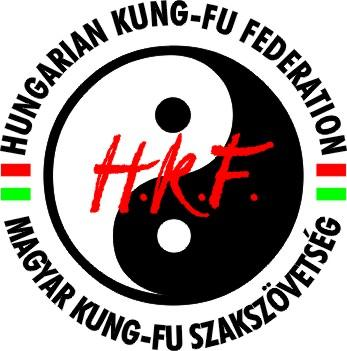 HUNGARIAN KUNG-FU FEDERATION
H.K.F.
MAGYAR KUNG-FU SZAKSZÖVETSÉG